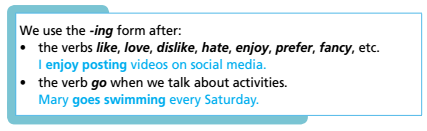 We use the -ing form after:
• the verbs like, love, dislike, hate, enjoy, prefer, fancy, etc.
I enjoy posting videos on social media.
• the verb go when we talk about activities.
Mary goes swimming every Saturday.